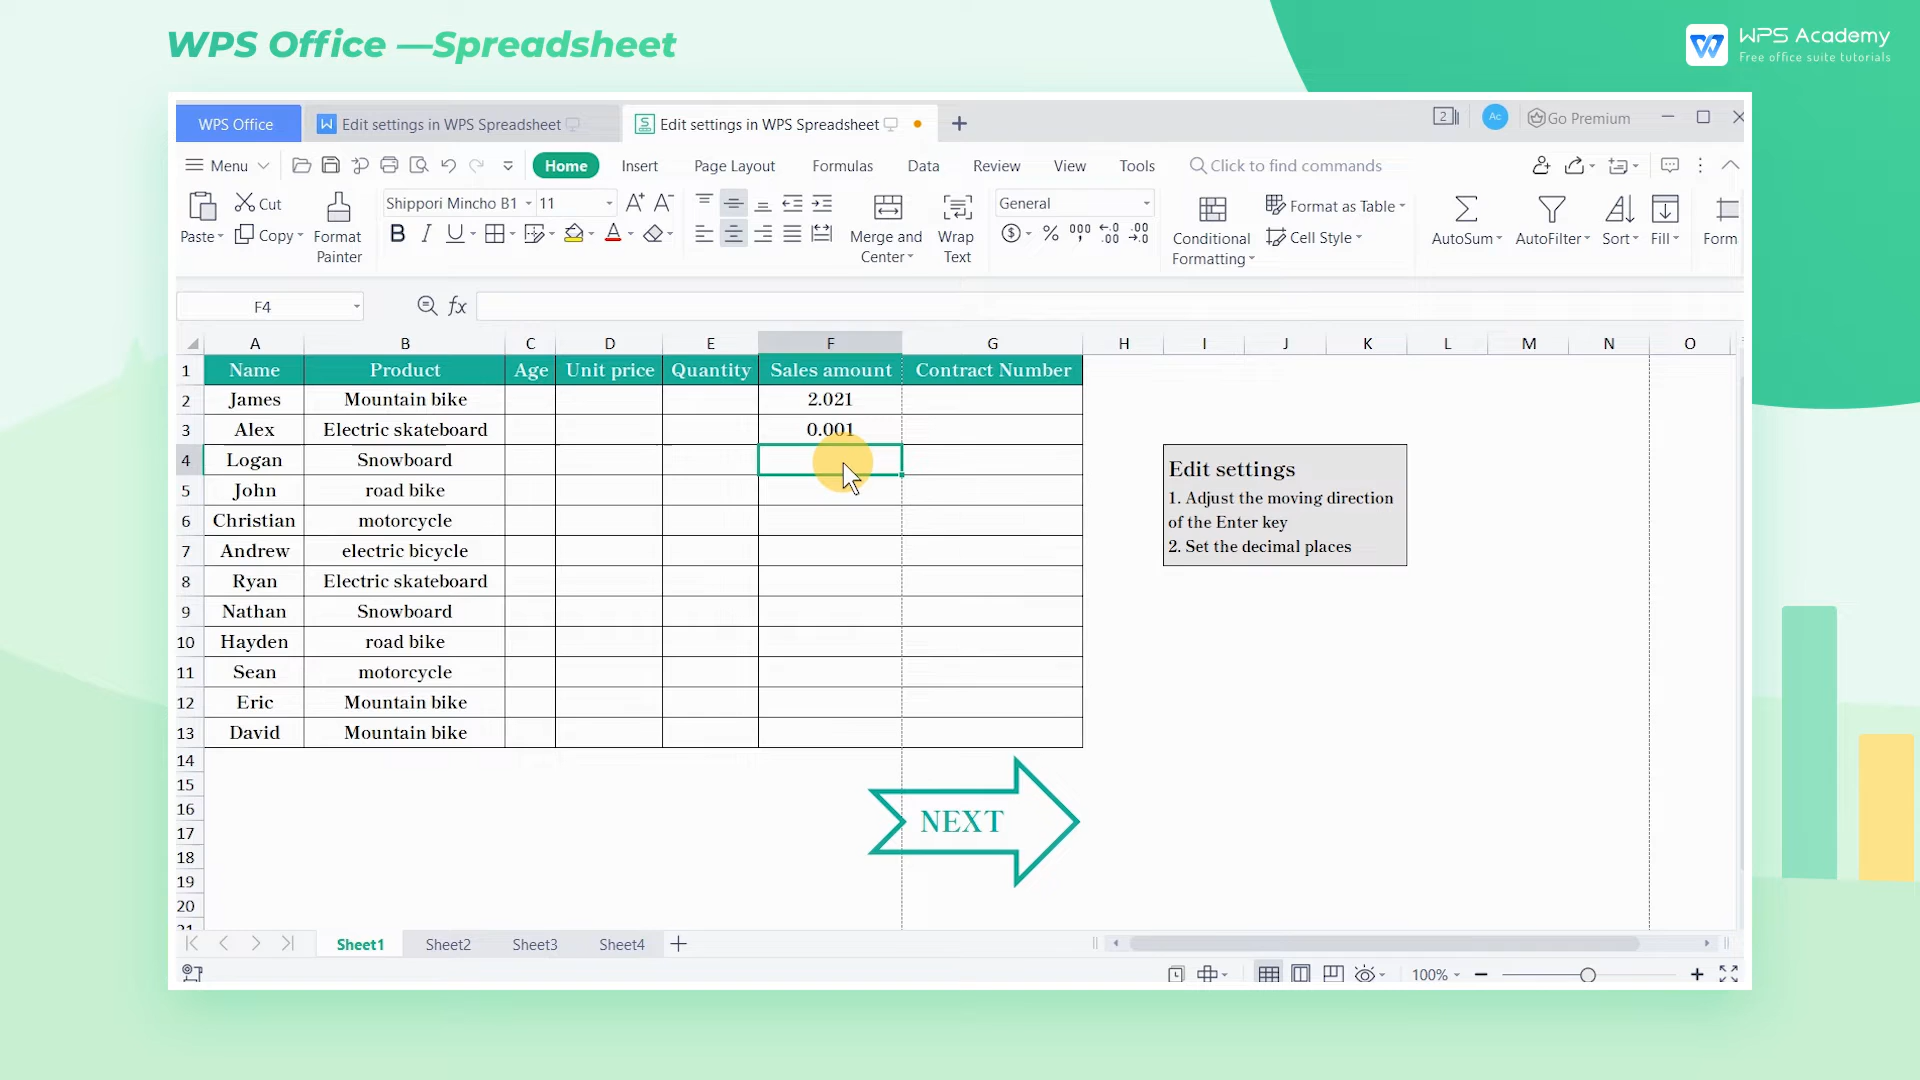 WPS Office —Spreadsheet
WPS Academy
Free office suite tutorials
WPS Office
Edit settings in WPS Spreadsheet
Edit settings in WPS Spreadsheet
2
Ac
Go Premium
Menu
Home
Insert
Page Layout
Formulas
Data
Review
View
Tools
Click to find commands
Paste
Cut
Copy
Format
Painter
Shippori Mincho B1
11
Merge and
Center
Wrap
Text
General
Conditional
Formatting
Format as Table
Cell Style
AutoSum
AutoFilter
Sort
Fill
Form
F4
fx
A B C D E F G H I J K L M N O
1 Name Product Age Unit price Quantity Sales amount Contract Number
2 James Mountain bike 2.021
3 Alex Electric skateboard 0.001
4 Logan Snowboard
5 John road bike
6 Christian motorcycle
7 Andrew electric bicycle
8 Ryan Electric skateboard
9 Nathan Snowboard
10 Hayden road bike
11 Sean motorcycle
12 Eric Mountain bike
13 David Mountain bike
14
15
16
17
18
19
20
21
Edit settings
1. Adjust the moving direction
of the Enter key
2. Set the decimal places
NEXT
Sheet1 Sheet2 Sheet3 Sheet4
100%